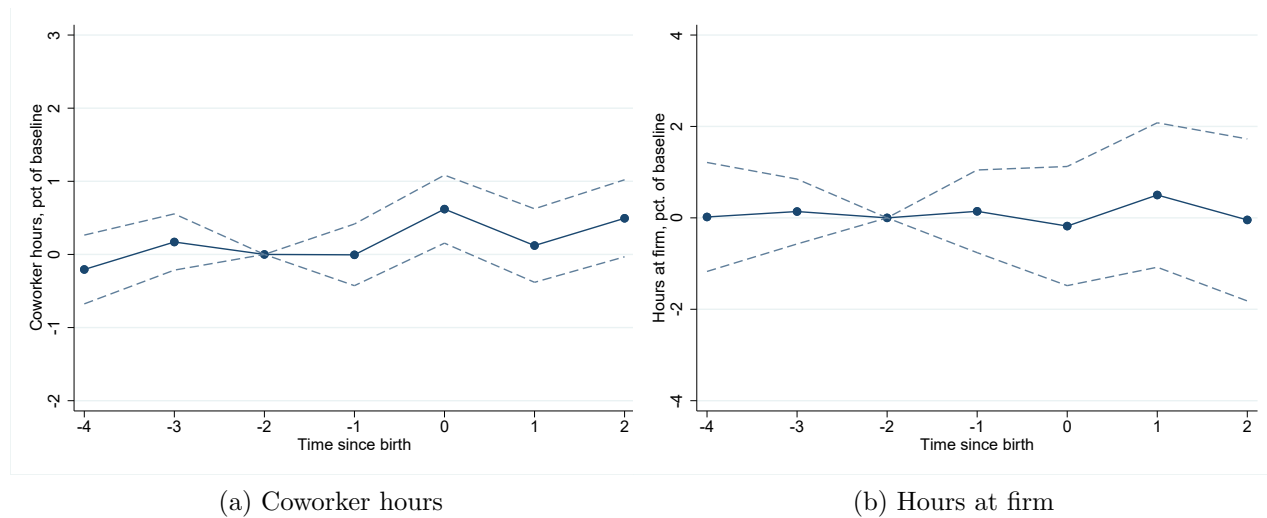 Coworker hours, pct of baseline
3
2
1
0
-1
-2
-4 -3 -2 -1 0 1 2
Time since birth
(a) Coworker hours
Hours at firm, pct. of baseline
4
2
0
-2
-4
-4 -3 -2 -1 0 1 2
Time since birth
(b) Hours at firm